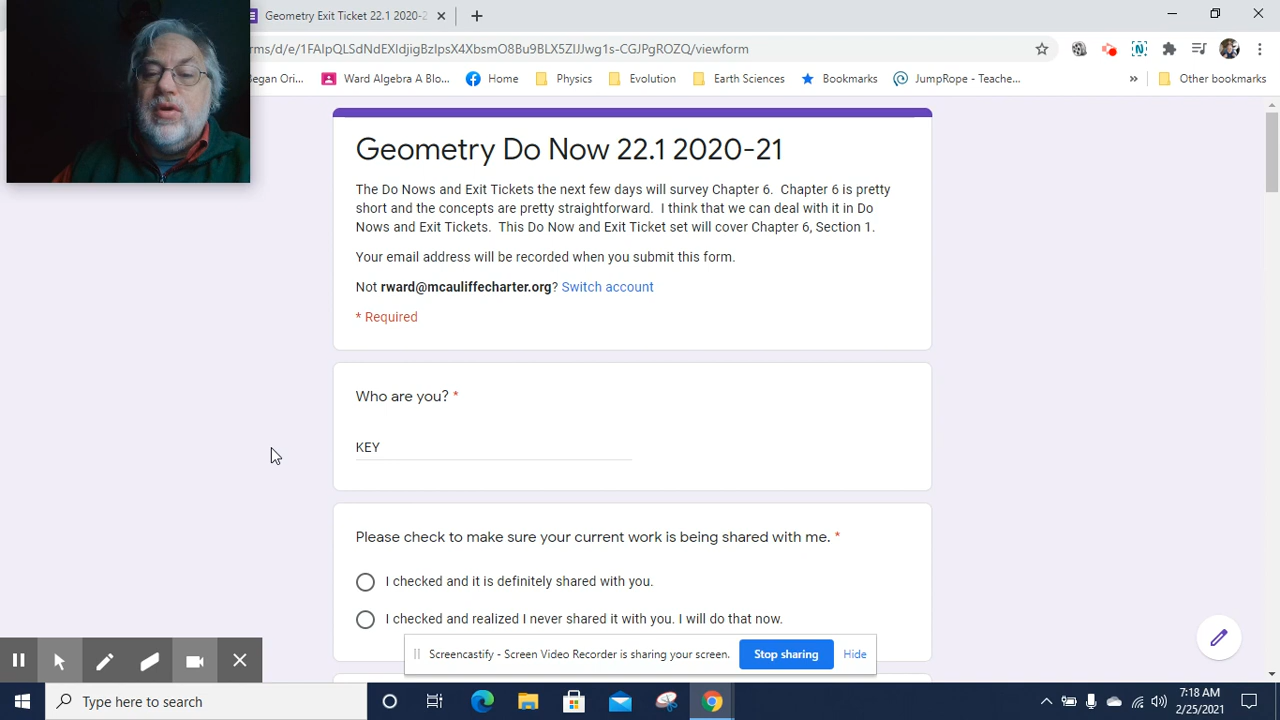 Geometry Exit Ticket 22.1 2020-2
rms/d/e/1FAIpQLSdNdEXIdjigBzIpsX4XbsmO8Bu9BLX5ZIJJwg1s-CGJPgROZQ/viewform
egan Ori...
Ward Algebra A Blo...
Home
Physics
Evolution
Earth Sciences
Bookmarks
JumpRope - Teache...
»
Other bookmarks
Geometry Do Now 22.1 2020-21
The Do Nows and Exit Tickets the next few days will survey Chapter 6. Chapter 6 is pretty
short and the concepts are pretty straightforward. I think that we can deal with it in Do
Nows and Exit Tickets. This Do Now and Exit Ticket set will cover Chapter 6, Section 1.
Your email address will be recorded when you submit this form.
Not rward@mcauliffecharter.org? Switch account
* Required
Who are you? *
KEY
Please check to make sure your current work is being shared with me. *
I checked and it is definitely shared with you.
I checked and realized I never shared it with you. I will do that now.
Screencastify - Screen Video Recorder is sharing your screen.
Stop sharing
Hide
Type here to search
7:18 AM
2/25/2021